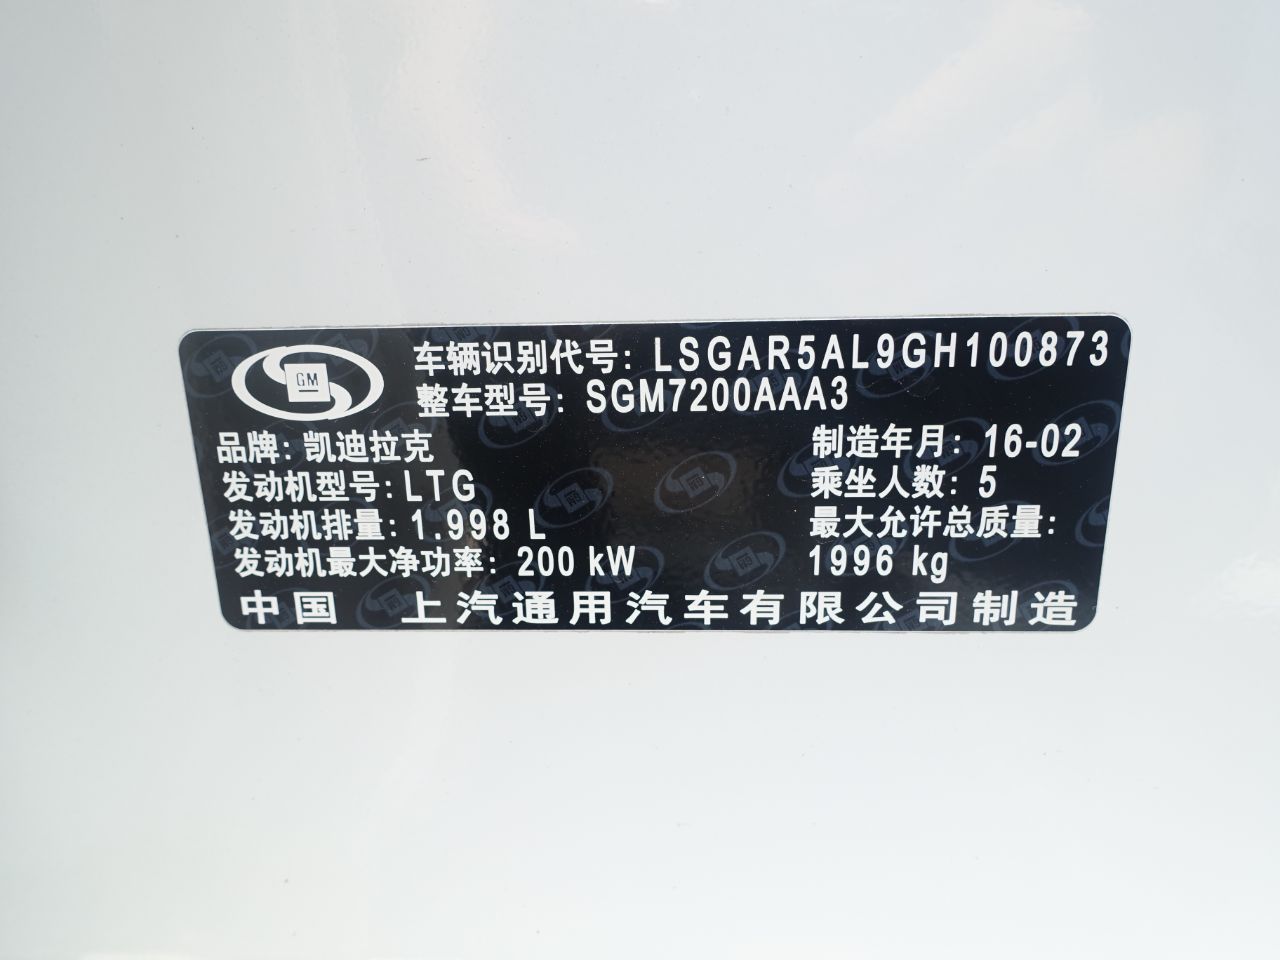 GM
车辆识别代号: LSGAR5AL9GH100873
整车型号: SGM7200AAA3
品牌: 凯迪拉克
制造年月: 16-02
发动机型号: LTG
乘坐人数: 5
发动机排量: 1.998 L
最大允许总质量:
发动机最大净功率: 200 kW
1996 kg
中国 上汽通用汽车有限公司制造